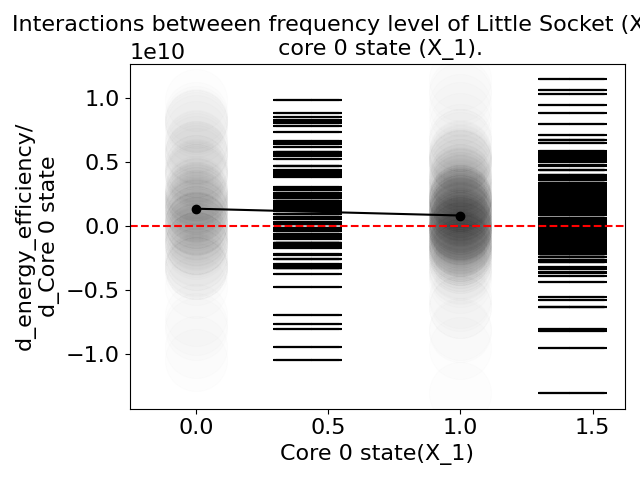 Interactions betweeen frequency level of Little Socket (X
core 0 state (X_1).
1e10
1.0
0.5
0.0
−0.5
−1.0
d_energy_efficiency/
d_Core 0 state
0.0
0.5
1.0
1.5
Core 0 state(X_1)